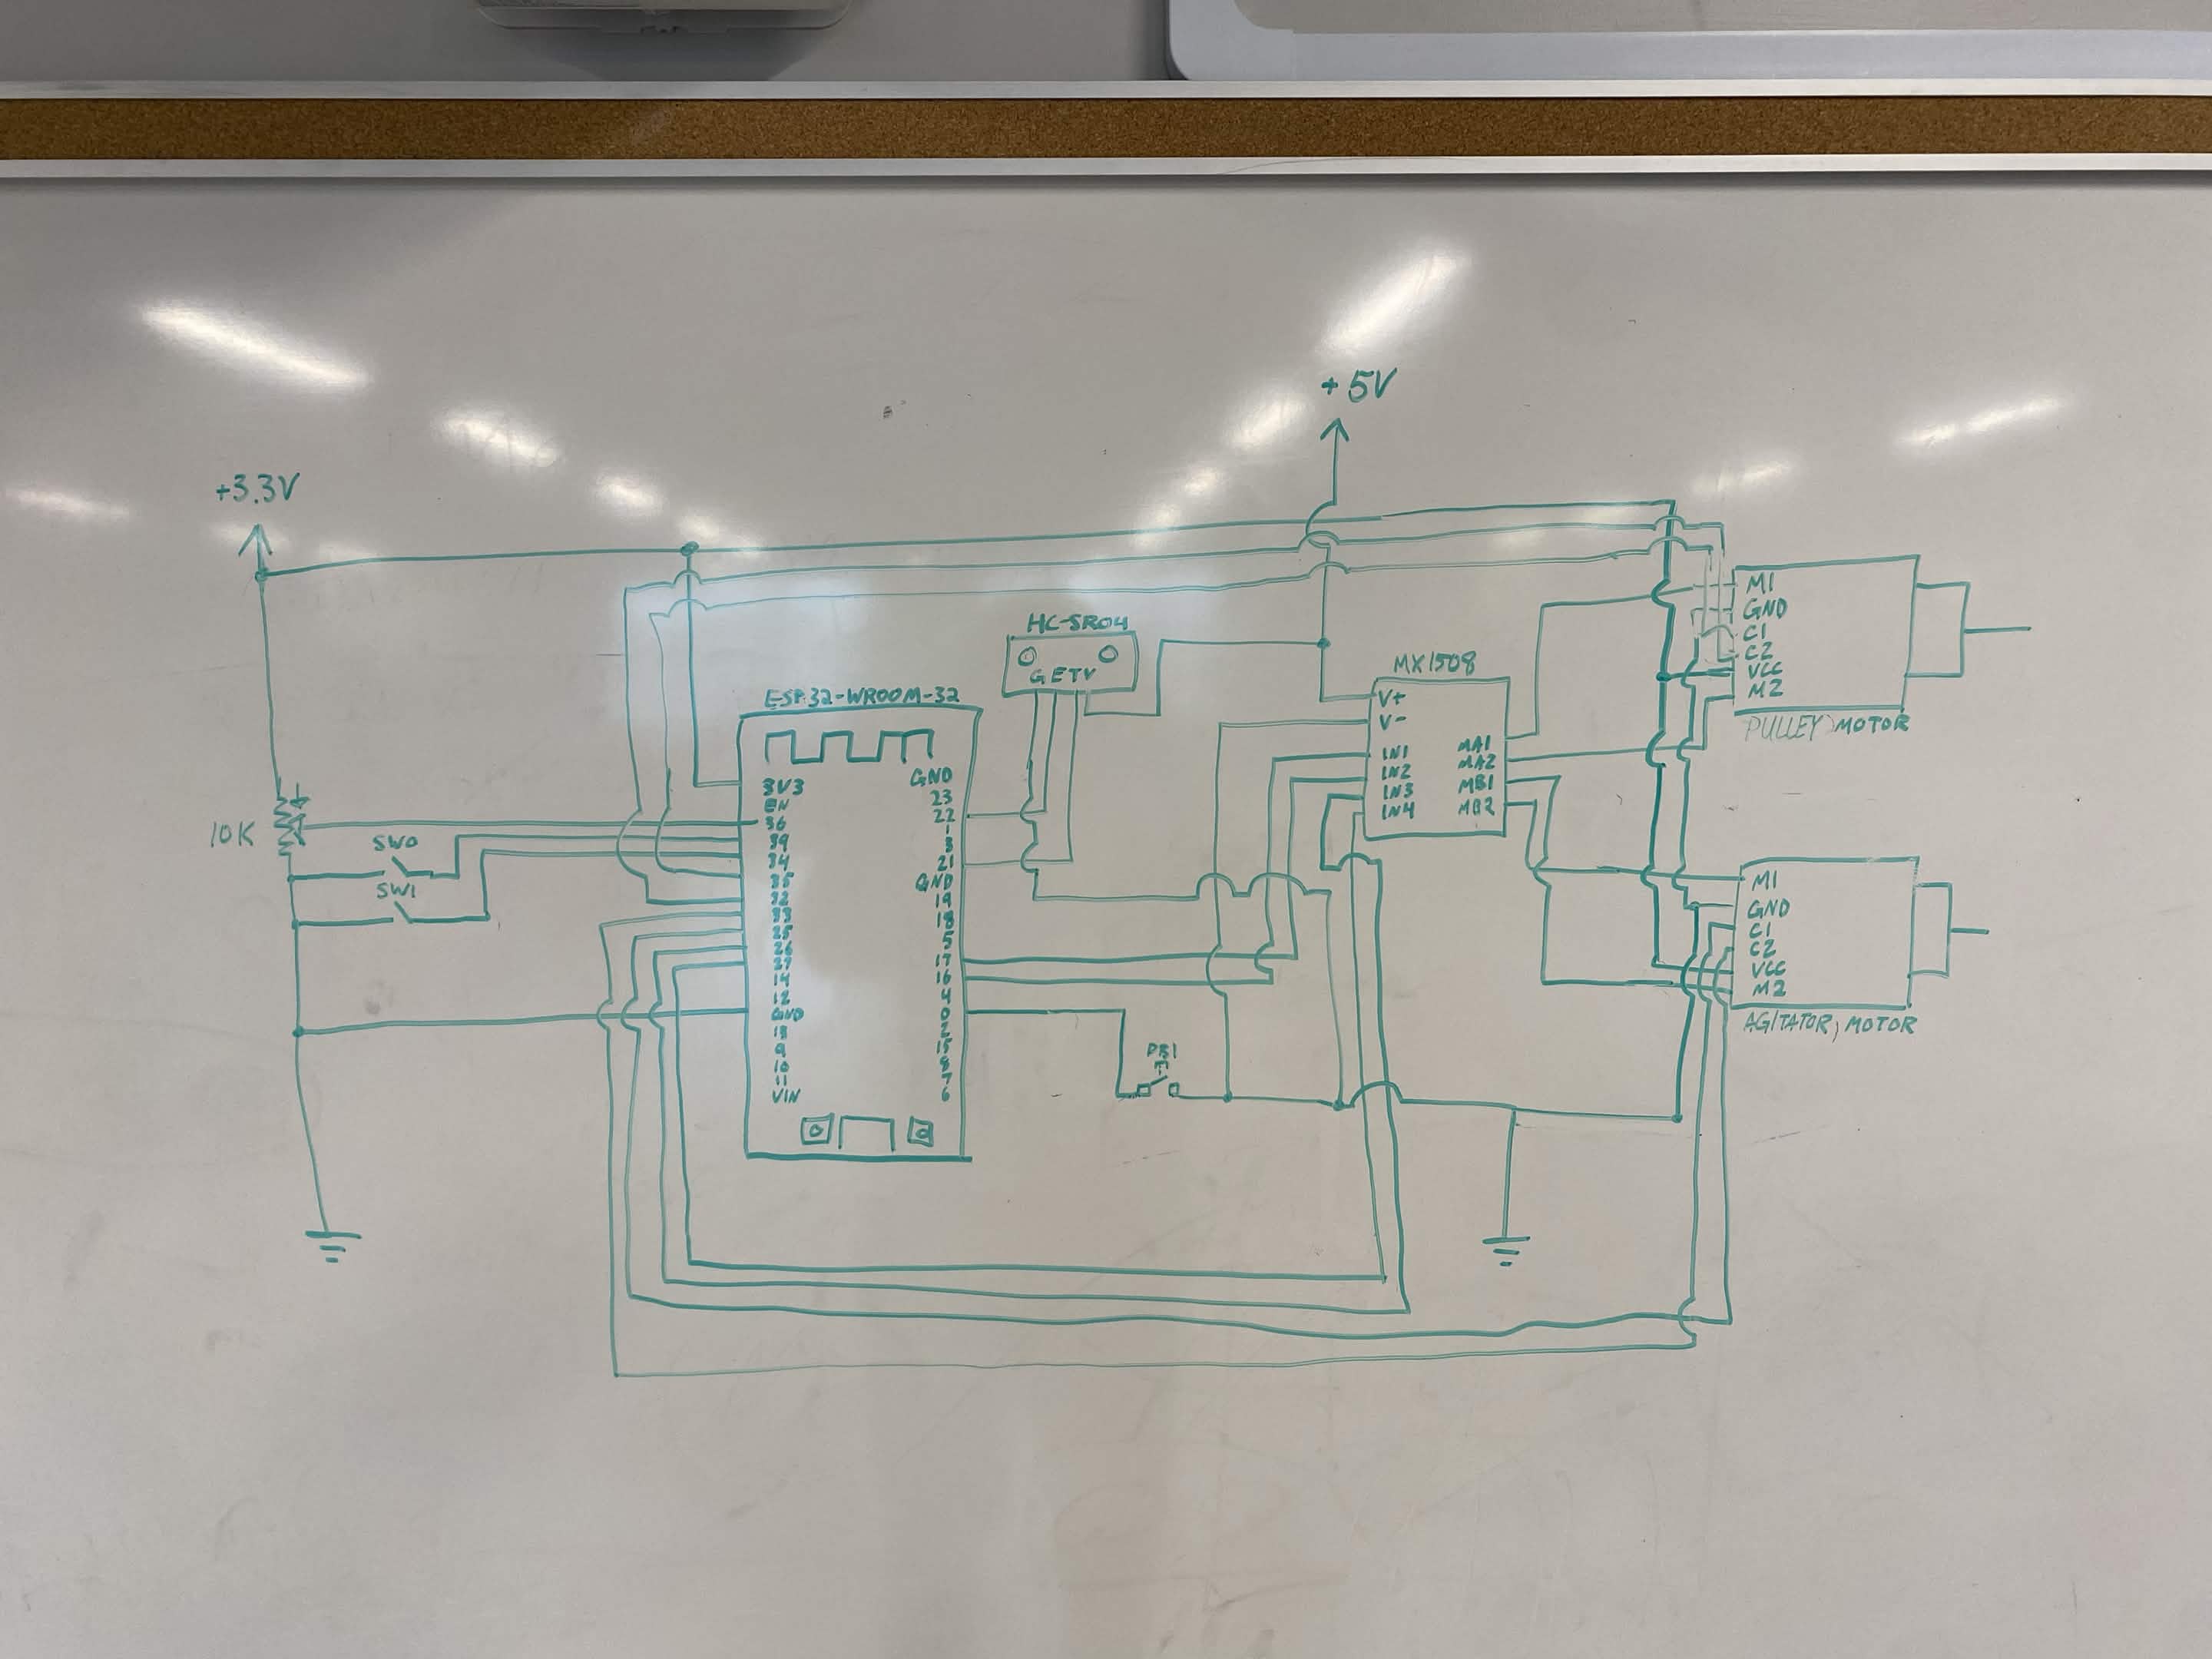 +5V
+3.3V
HC-SR04
G E T V
ESP32-WROOM-32
MX1508
3V3
EN
36
39
34
35
32
33
25
26
27
14
12
GND
13
9
10
11
VIN
GND
23
22
1
3
21
GND
19
18
5
17
16
4
0
2
15
8
7
6
V+
V-
IN1
IN2
IN3
IN4
MA1
MA2
MB1
MB2
M1
GND
C1
C2
VCC
M2
PULLEY MOTOR
10K
SW0
SW1
M1
GND
C1
C2
VCC
M2
AGITATOR MOTOR
PB1